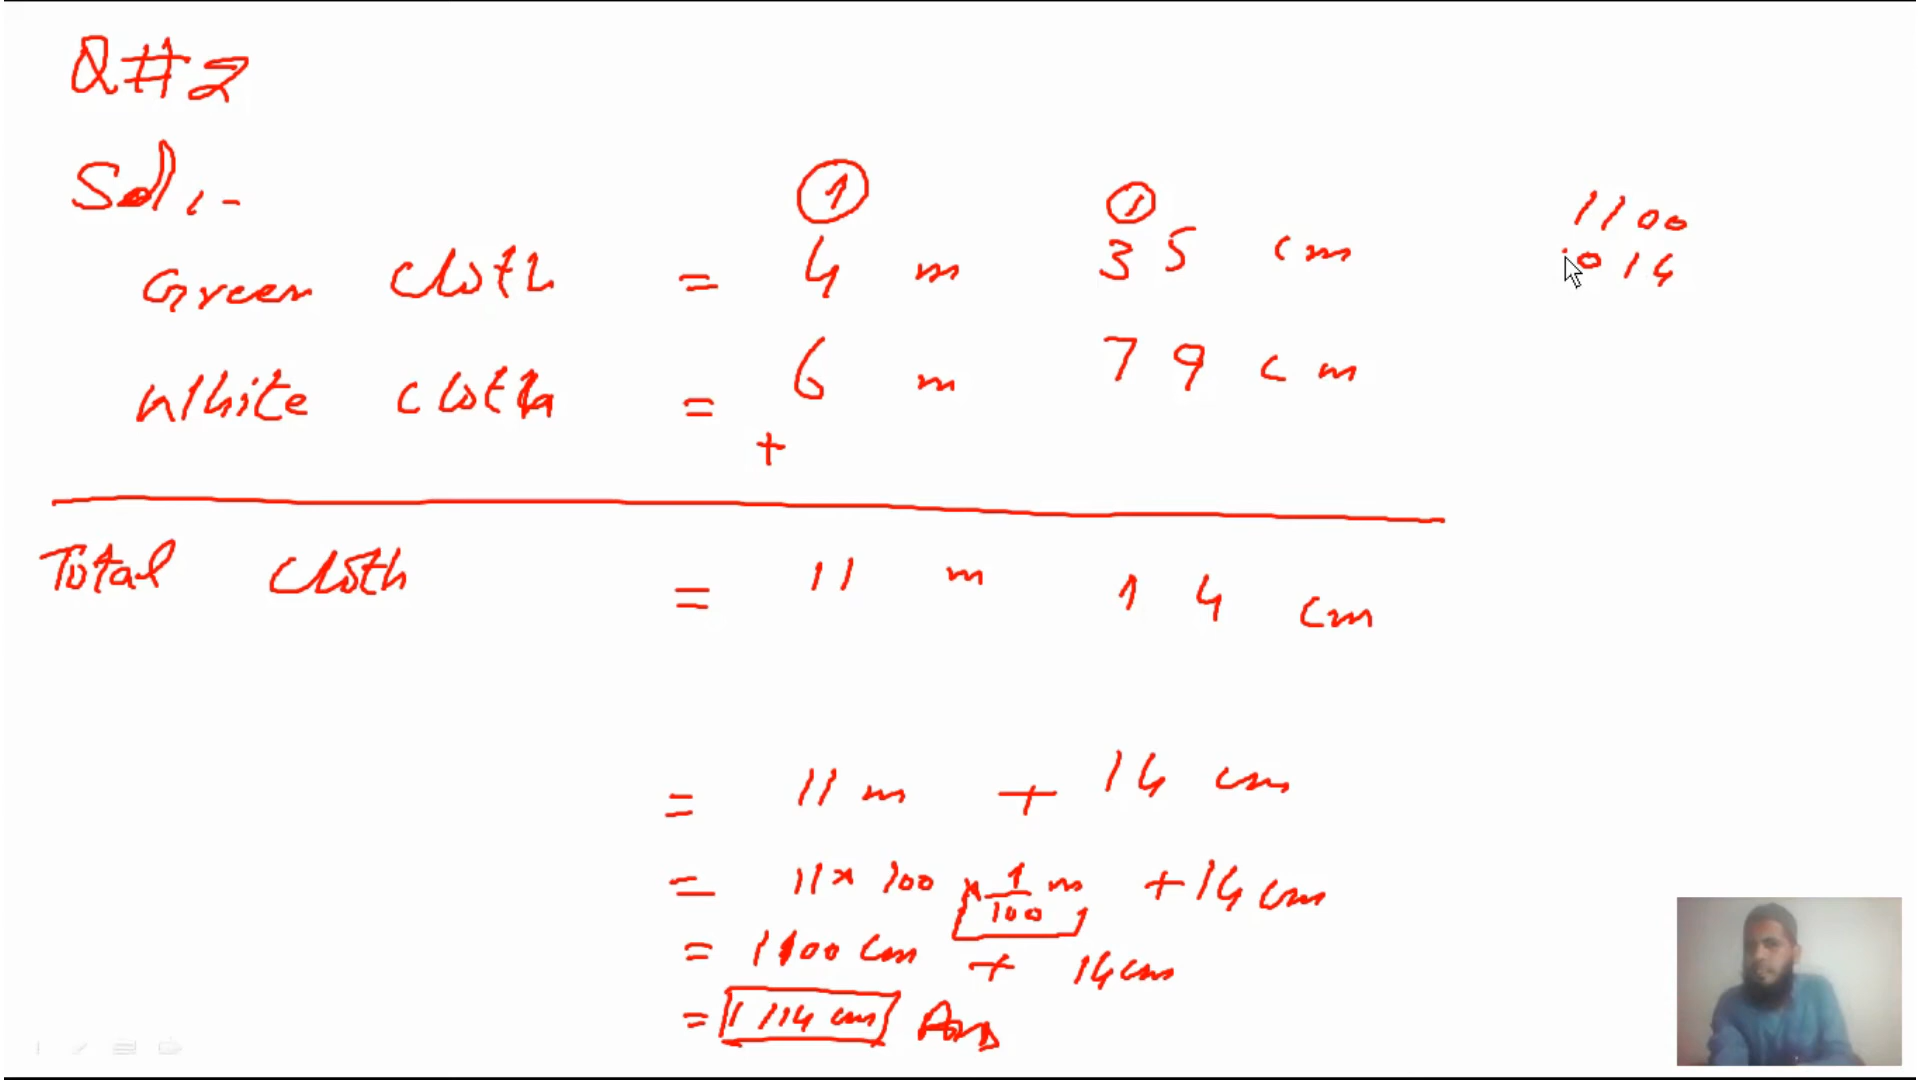 Q#2
Sol:-
① ①
Green cloth = 4 m 35 cm
White cloth = 6 m 79 cm
+
Total cloth = 11 m 14 cm
= 11 m + 14 cm
= 11 × 100 × 1/100 m + 14 cm
= 1100 cm + 14 cm
= 1114 cm Ans
1100
0014